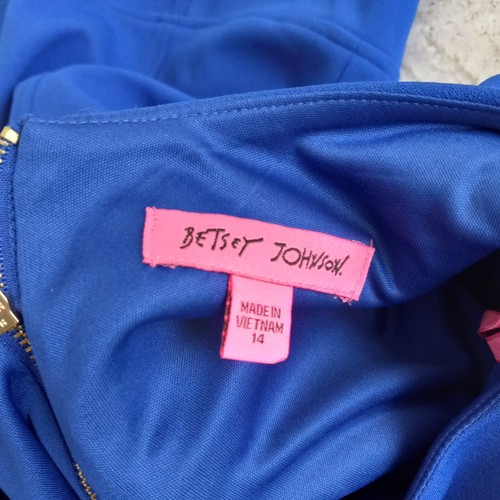 BETSEY JOHNSON.
MADE IN
VIETNAM
14